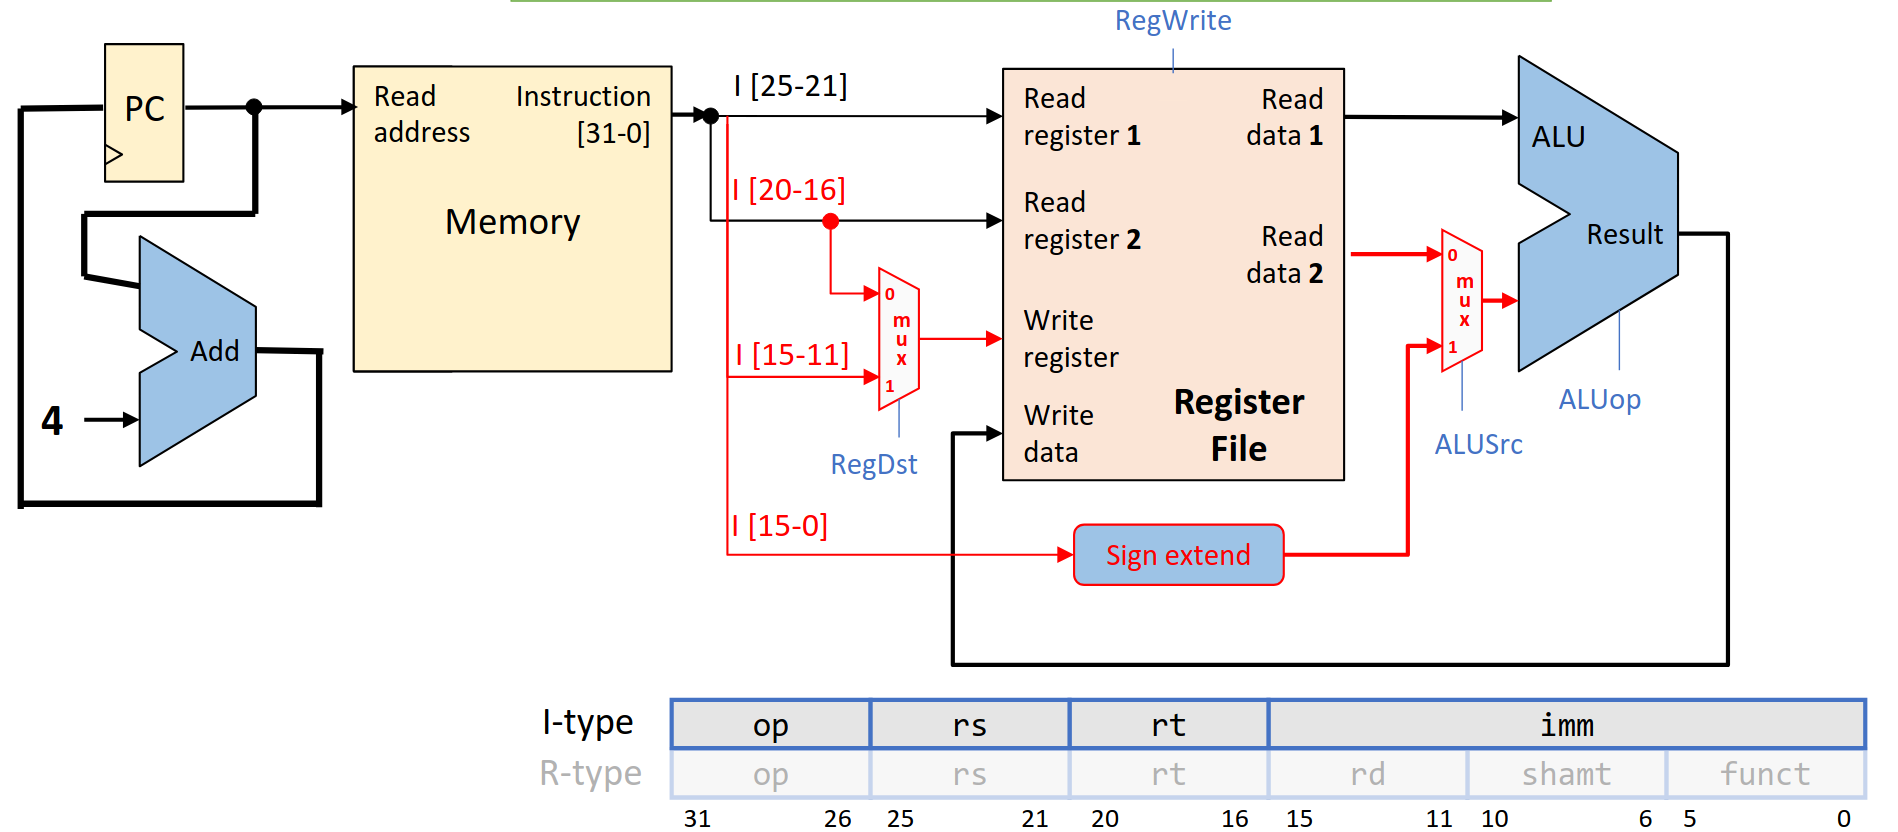 RegWrite
PC
Read
address
Instruction
[31-0]
Memory
I [25-21]
I [20-16]
I [15-11]
I [15-0]
0
m
u
x
1
RegDst
Read
register 1
Read
data 1
Read
register 2
Read
data 2
Write
register
Write
data
Register
File
Sign extend
0
m
u
x
1
ALUSrc
ALU
Result
ALUop
Add
4
I-type op rs rt imm
R-type op rs rt rd shamt funct
31 26 25 21 20 16 15 11 10 6 5 0